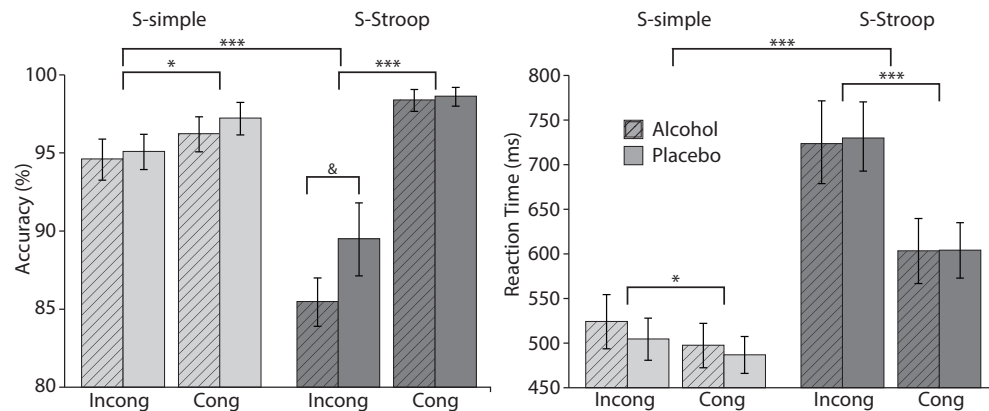 S-simple
S-Stroop
***
*
***
&
100
95
90
85
80
Accuracy (%)
Incong
Cong
Incong
Cong
S-simple
S-Stroop
***
***
*
Alcohol
Placebo
800
750
700
650
600
550
500
450
Reaction Time (ms)
Incong
Cong
Incong
Cong